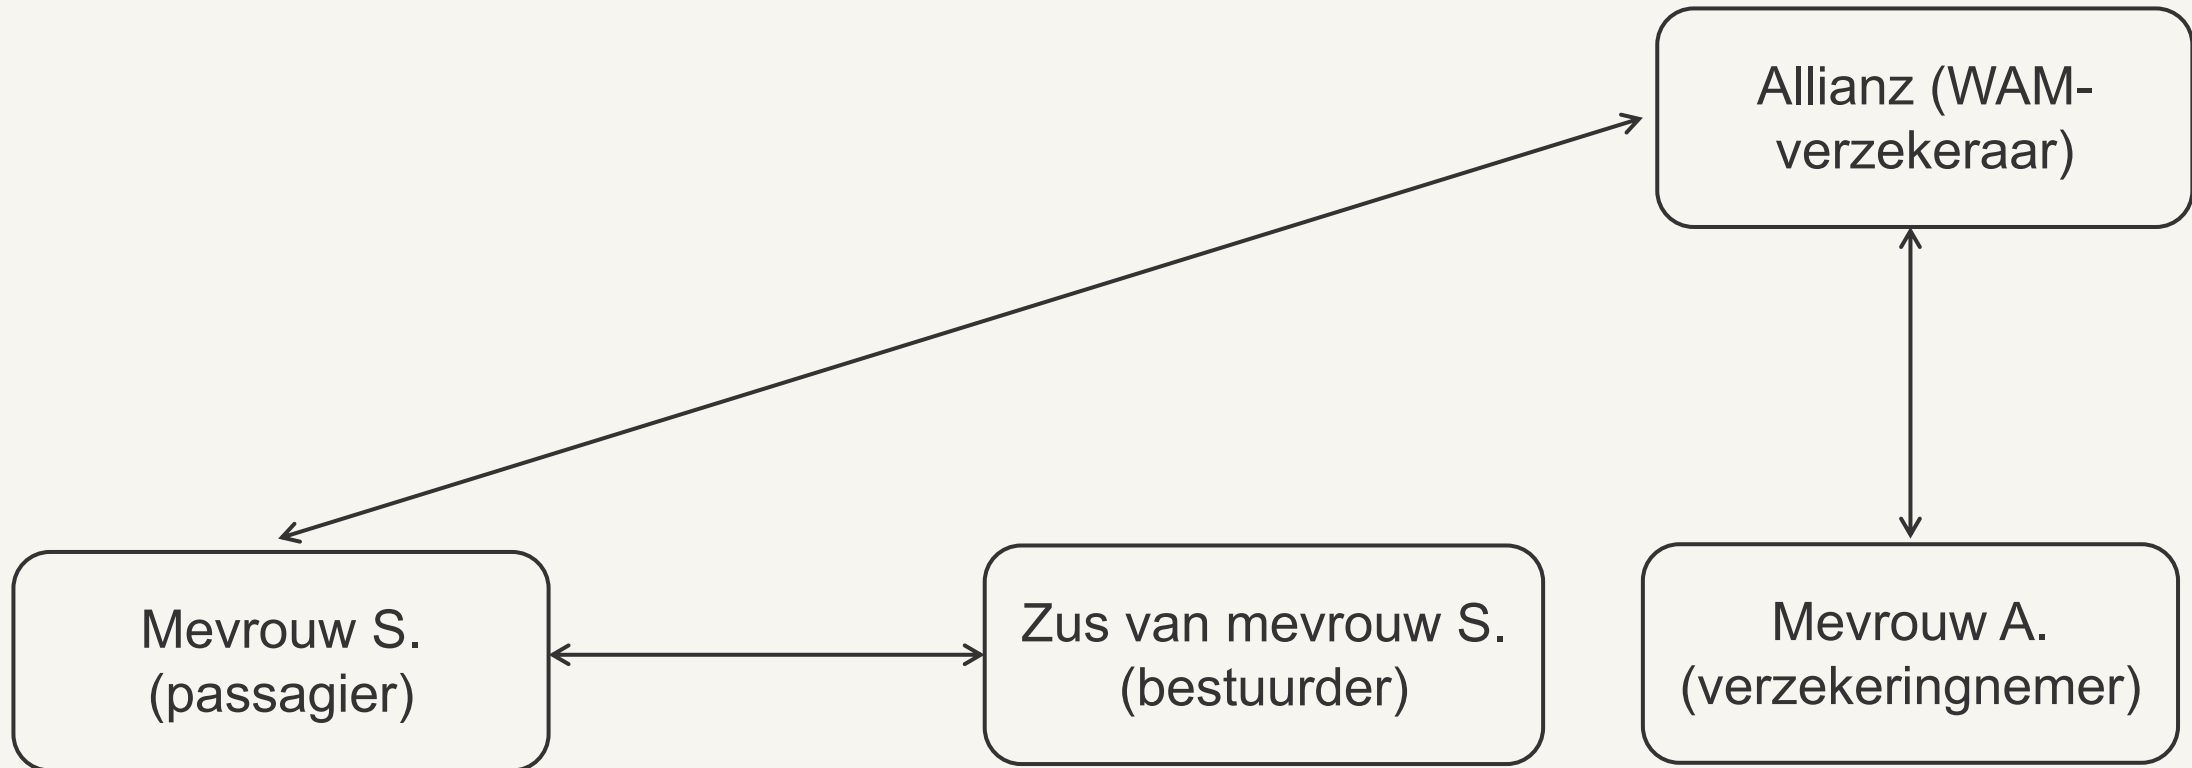 Allianz (WAM-
verzekeraar)
Mevrouw S.
(passagier)
Zus van mevrouw S.
(bestuurder)
Mevrouw A.
(verzekeringnemer)